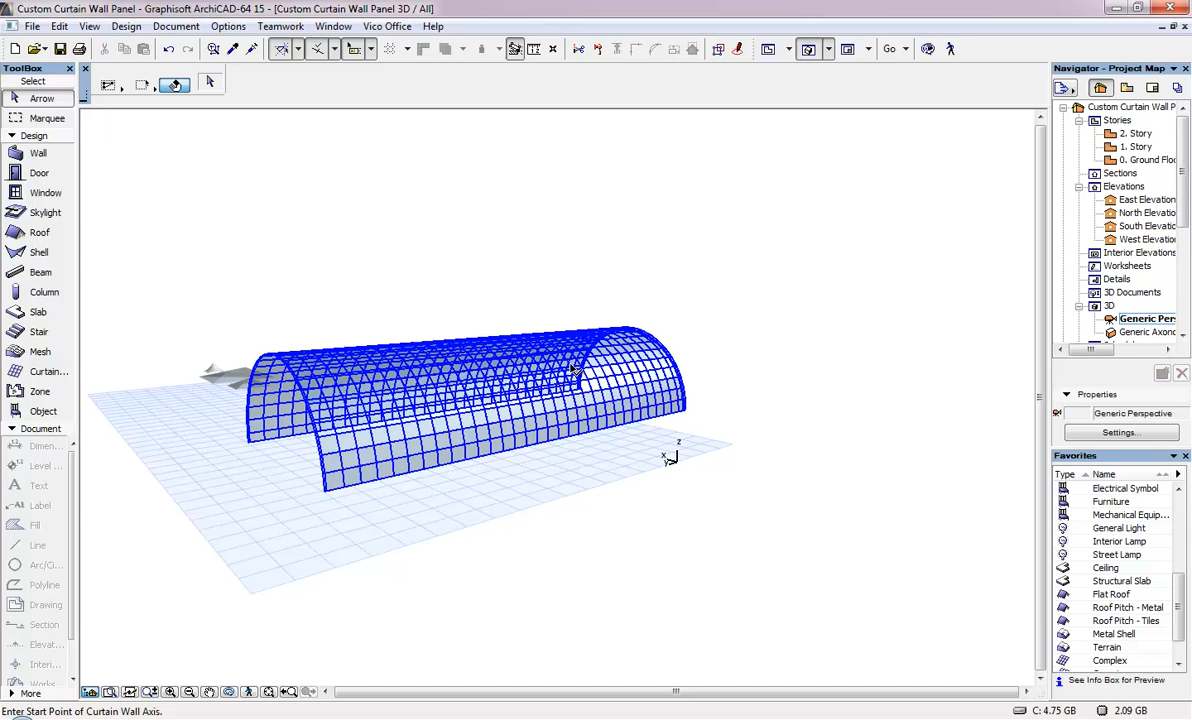 Custom Curtain Wall Panel - Graphisoft ArchiCAD-64 15 - [Custom Curtain Wall Panel 3D / All]
File Edit View Design Document Options Teamwork Window Vico Office Help
Go
ToolBox
Select
Arrow
Marquee
Design
Wall
Door
Window
Skylight
Roof
Shell
Beam
Column
Slab
Stair
Mesh
Curtain...
Zone
Object
Document
Dimen...
Level ...
Text
Label
Fill
Line
Arc/Ci...
Polyline
Drawing
Section
Elevat...
Interi...
Works
More
x y z
Navigator - Project Map
Custom Curtain Wall P
Stories
2. Story
1. Story
0. Ground Floo
Sections
Elevations
East Elevation
North Elevatio
South Elevatio
West Elevation
Interior Elevations
Worksheets
Details
3D Documents
3D
Generic Pers
Generic Axono
Properties
Generic Perspective
Settings...
Favorites
Type Name
Electrical Symbol
Furniture
Mechanical Equip...
General Light
Interior Lamp
Street Lamp
Ceiling
Structural Slab
Flat Roof
Roof Pitch - Metal
Roof Pitch - Tiles
Metal Shell
Terrain
Complex
See Info Box for Preview
Enter Start Point of Curtain Wall Axis.
C: 4.75 GB
2.09 GB